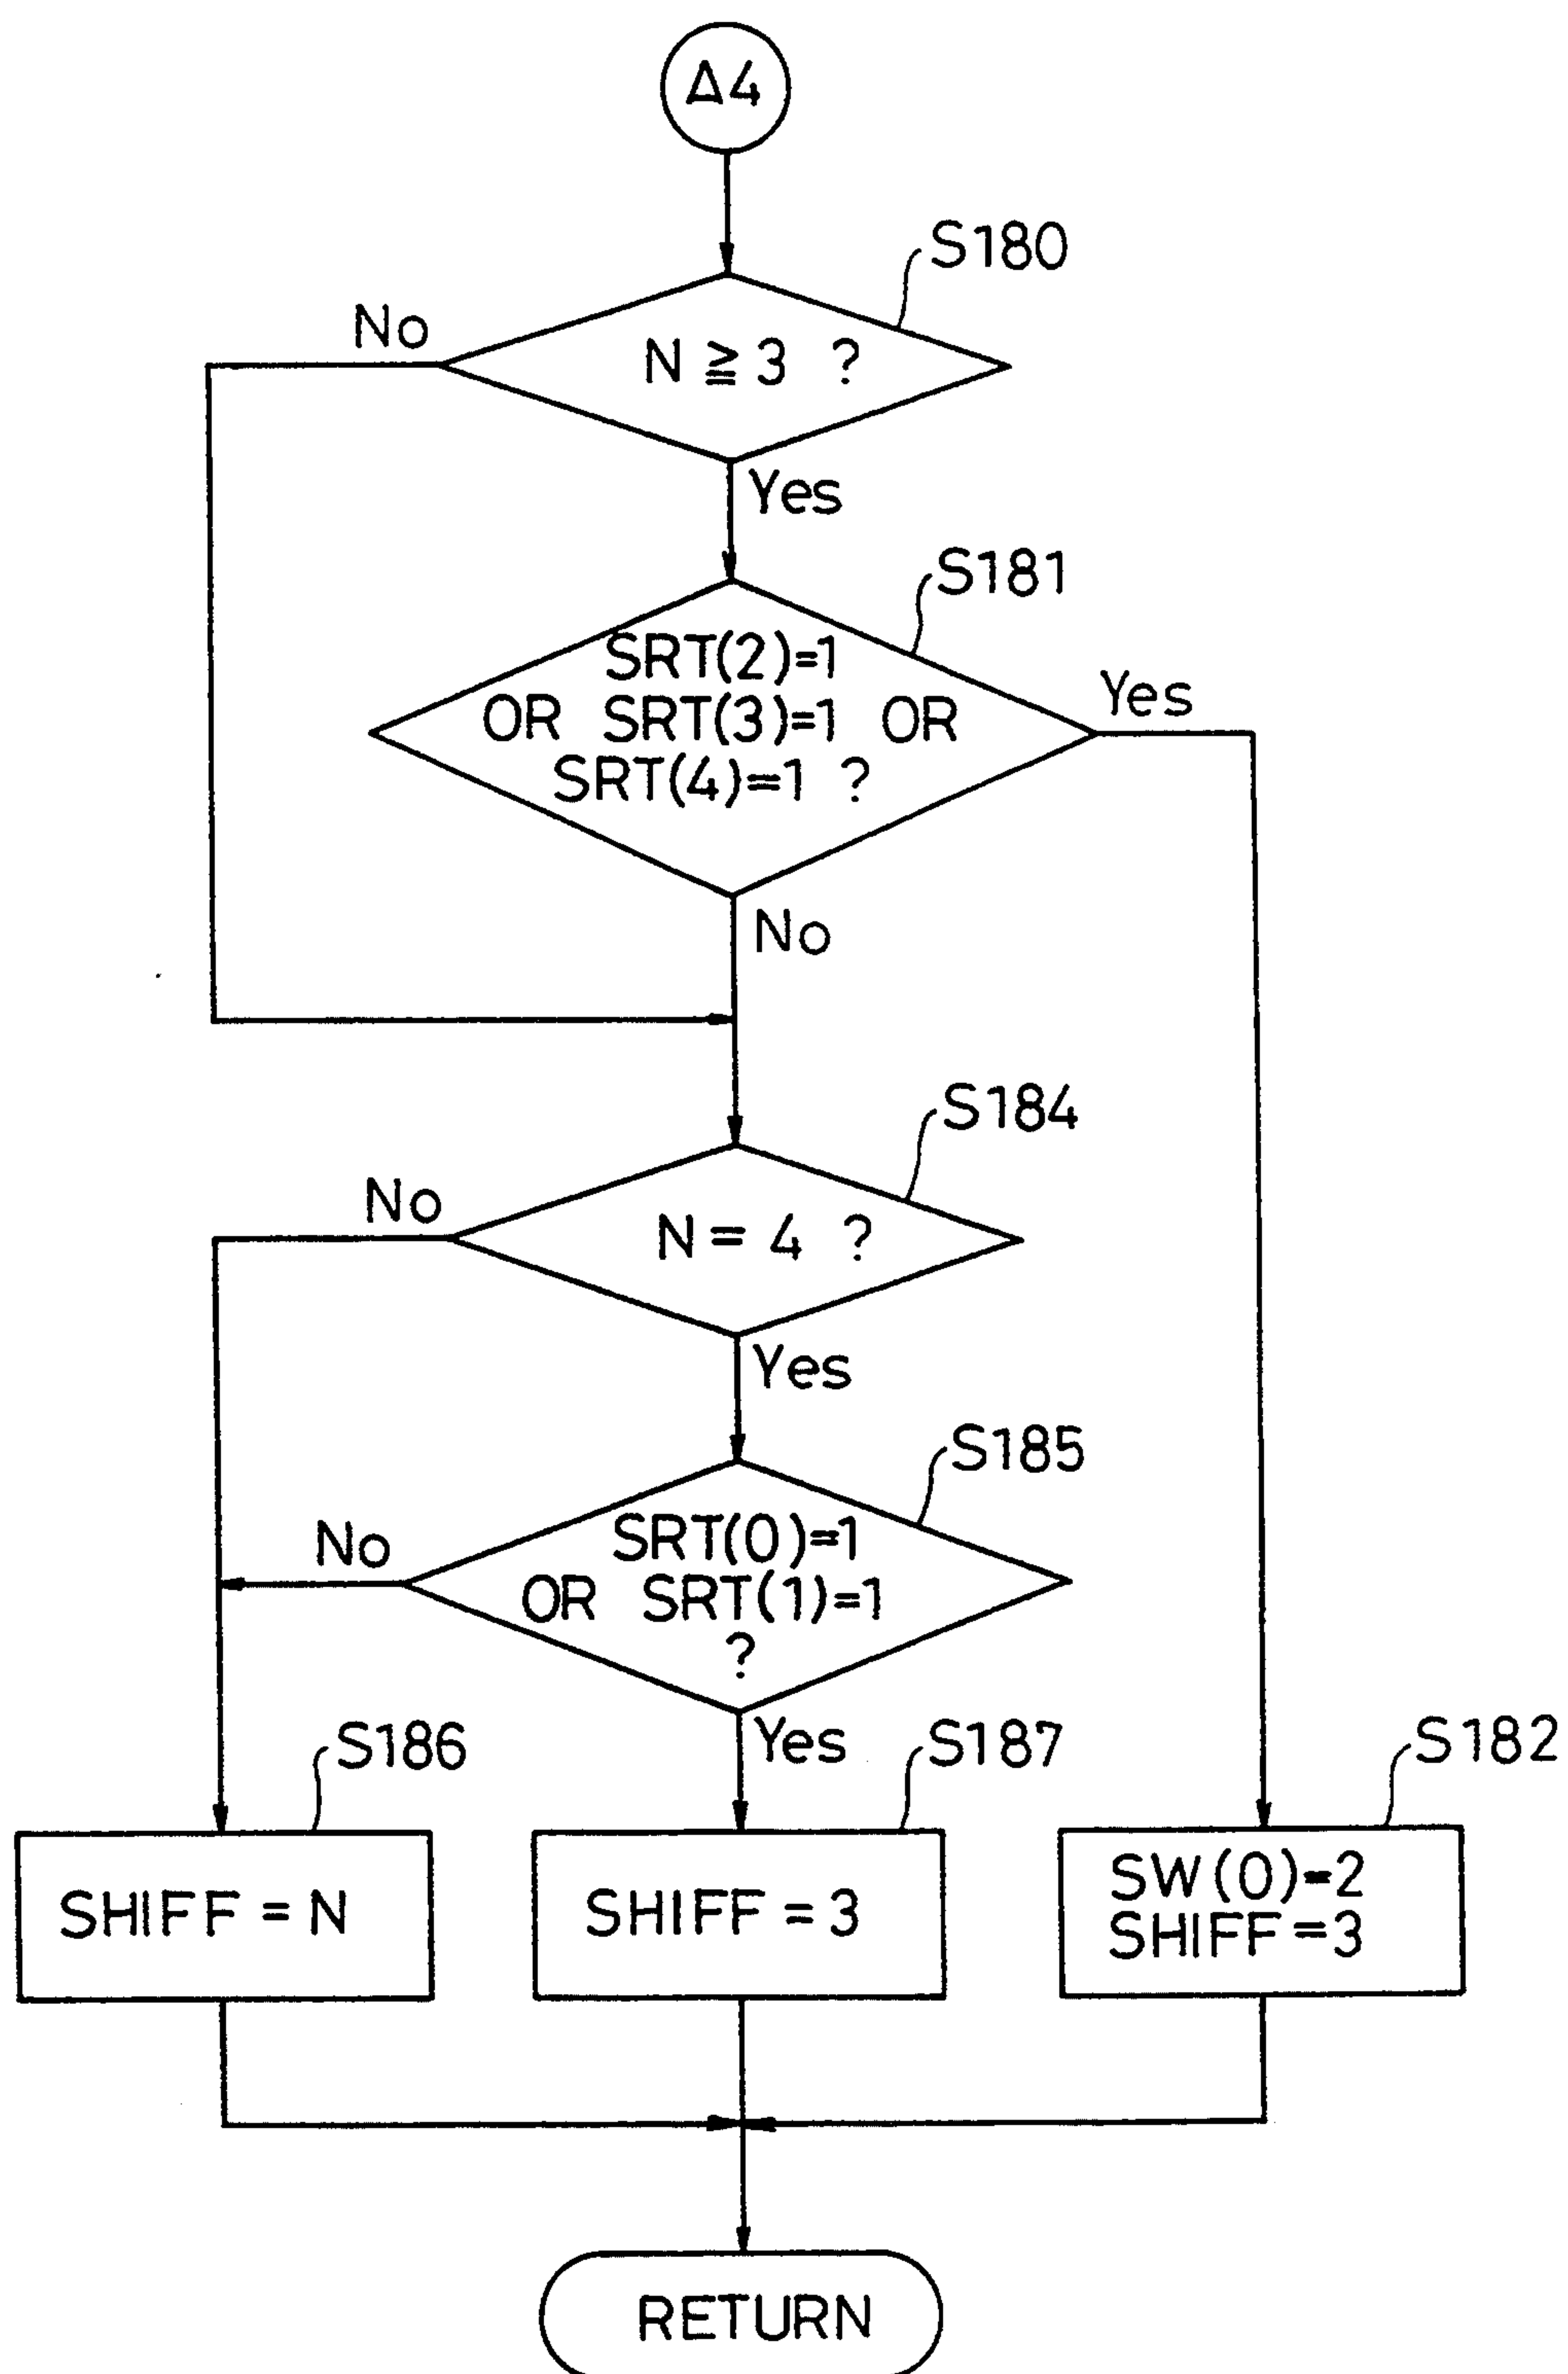 Δ4
S180
No
N ≧ 3 ?
Yes
S181
SRT(2)=1
OR SRT(3)=1 OR
SRT(4)=1 ?
Yes
No
S184
No
N = 4 ?
Yes
S185
No
SRT(0)=1
OR SRT(1)=1
?
Yes
S186
S187
S182
SHIFF = N
SHIFF = 3
SW(0)=2
SHIFF=3
RETURN